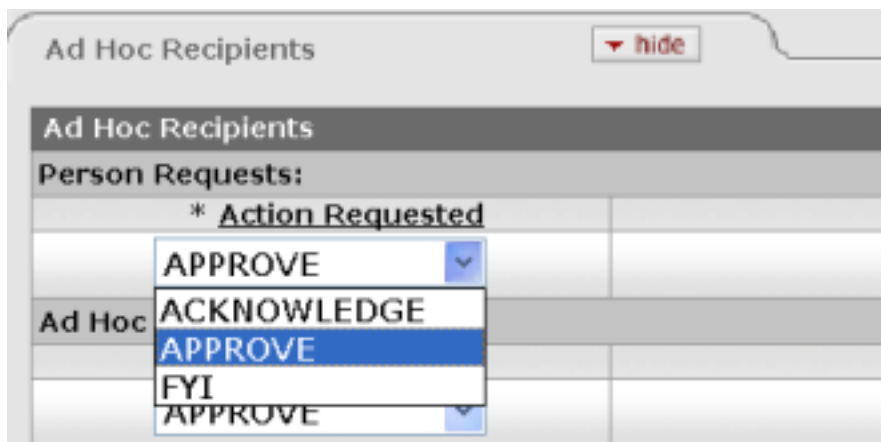 Ad Hoc Recipients hide
Ad Hoc Recipients
Person Requests:
* Action Requested
APPROVE
ACKNOWLEDGE
Ad Hoc
APPROVE
FYI
APPROVE